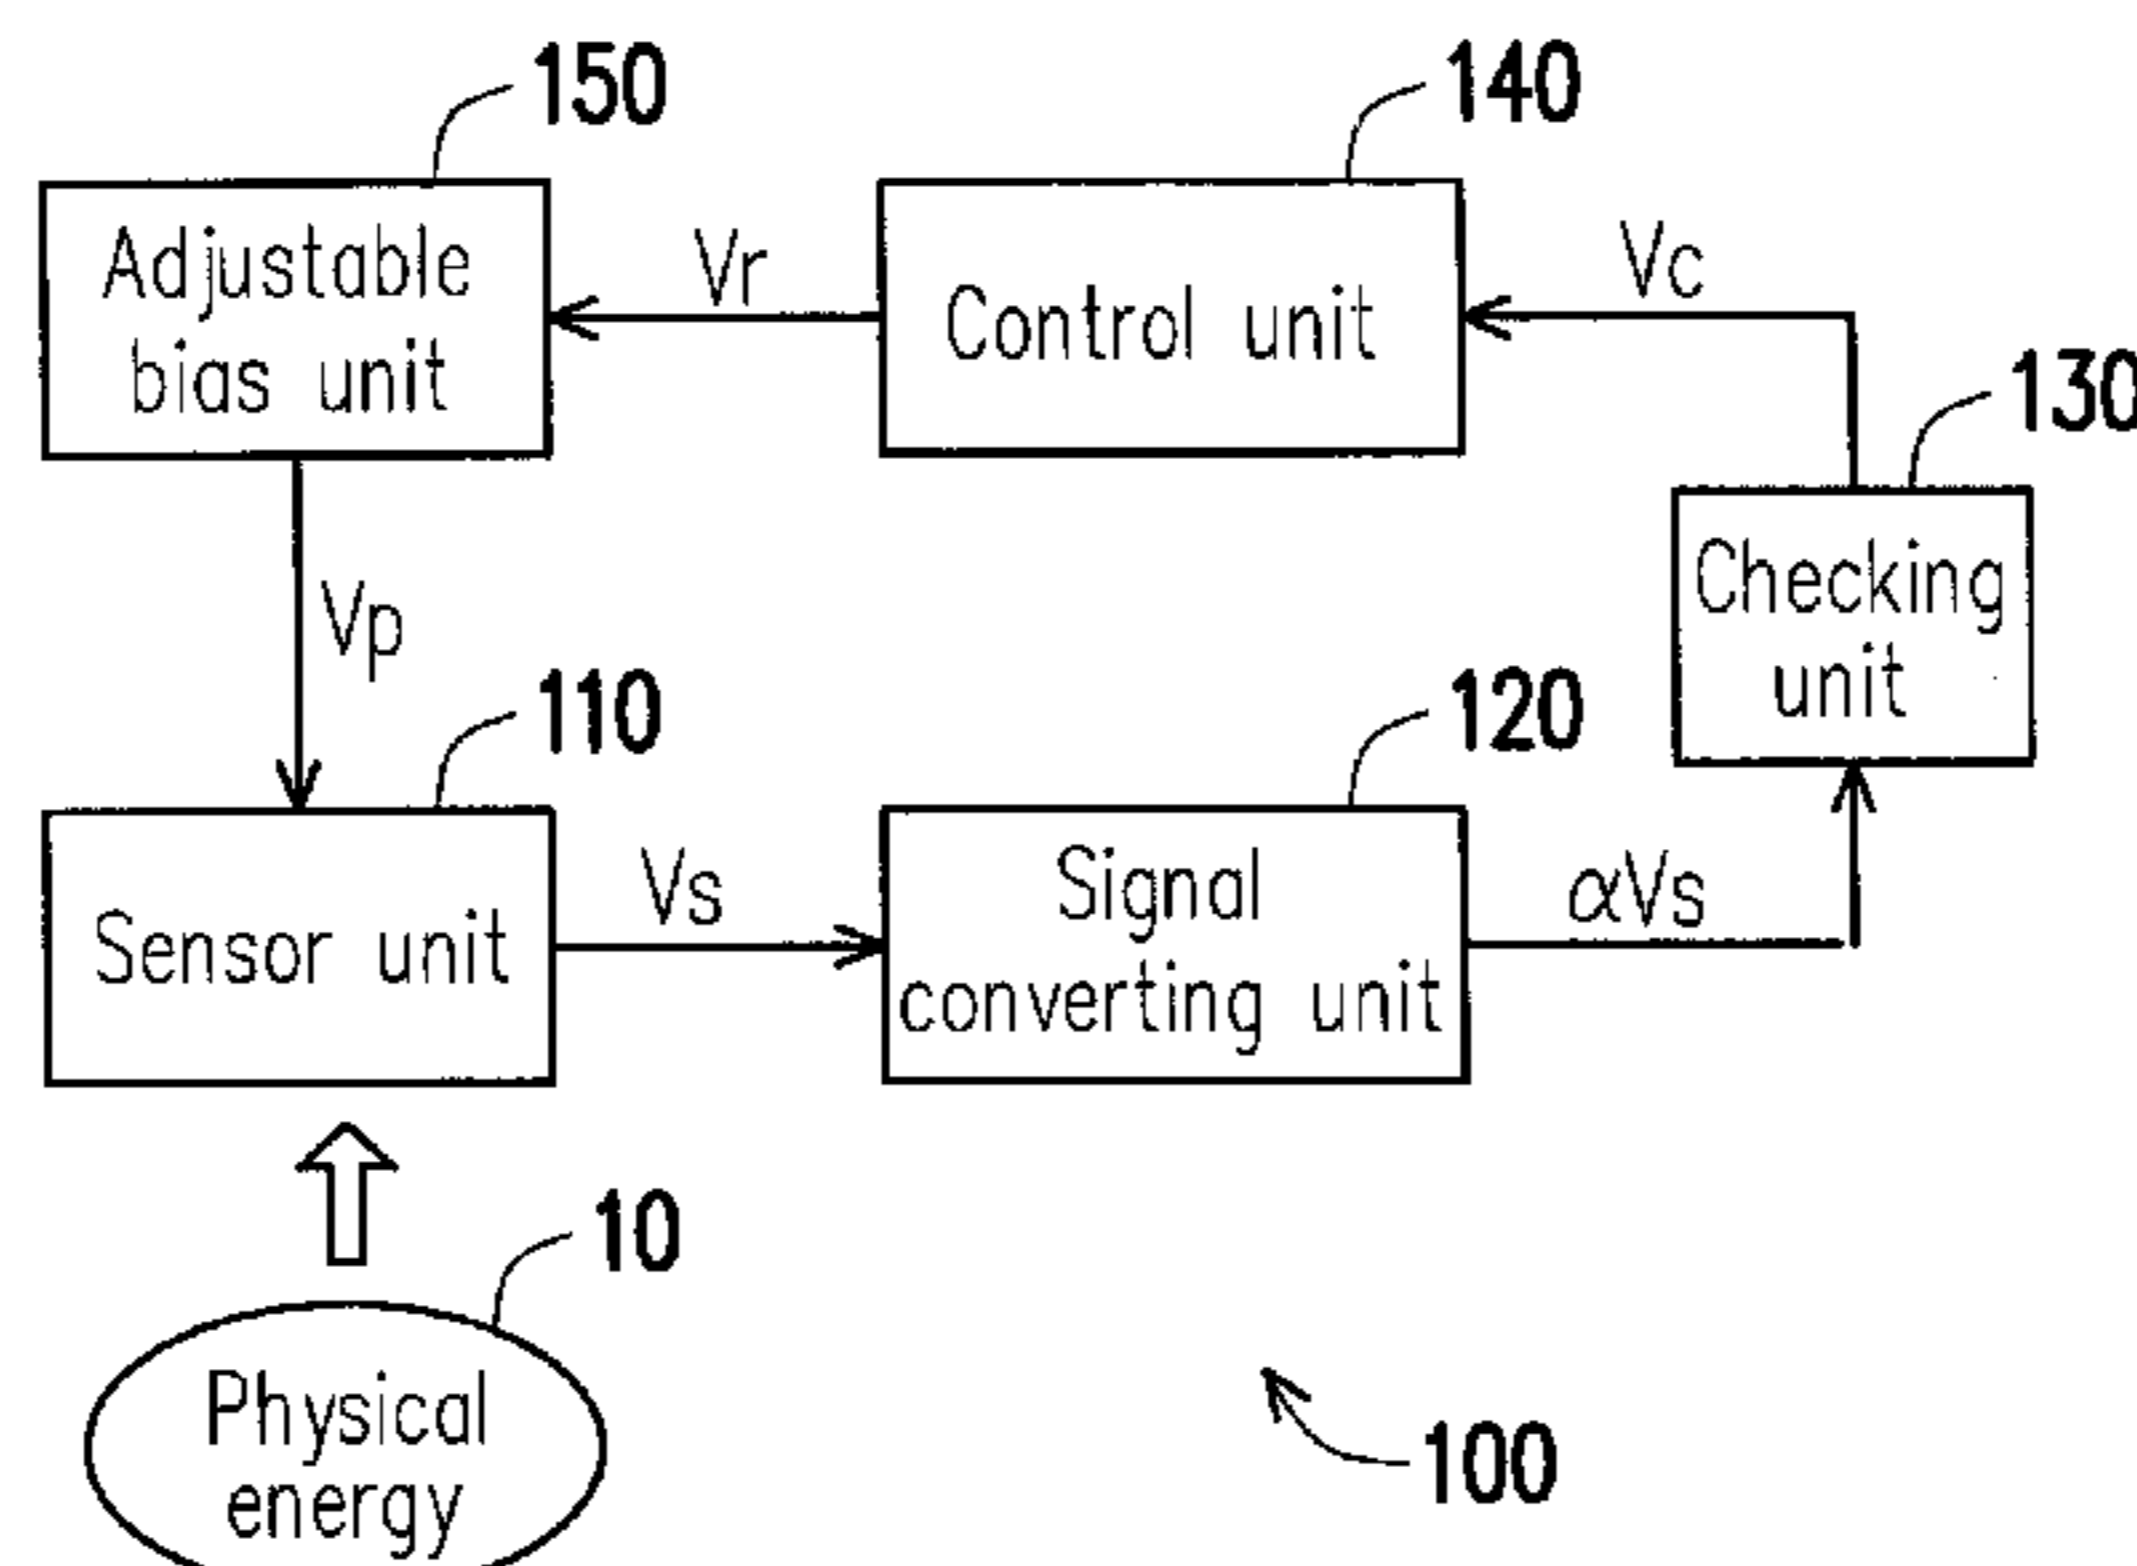 150
140
Adjustable
bias unit
Vr
Control unit
Vc
130
Checking
unit
Vp
110
120
Sensor unit
Vs
Signal
converting unit
αVs
10
Physical
energy
100